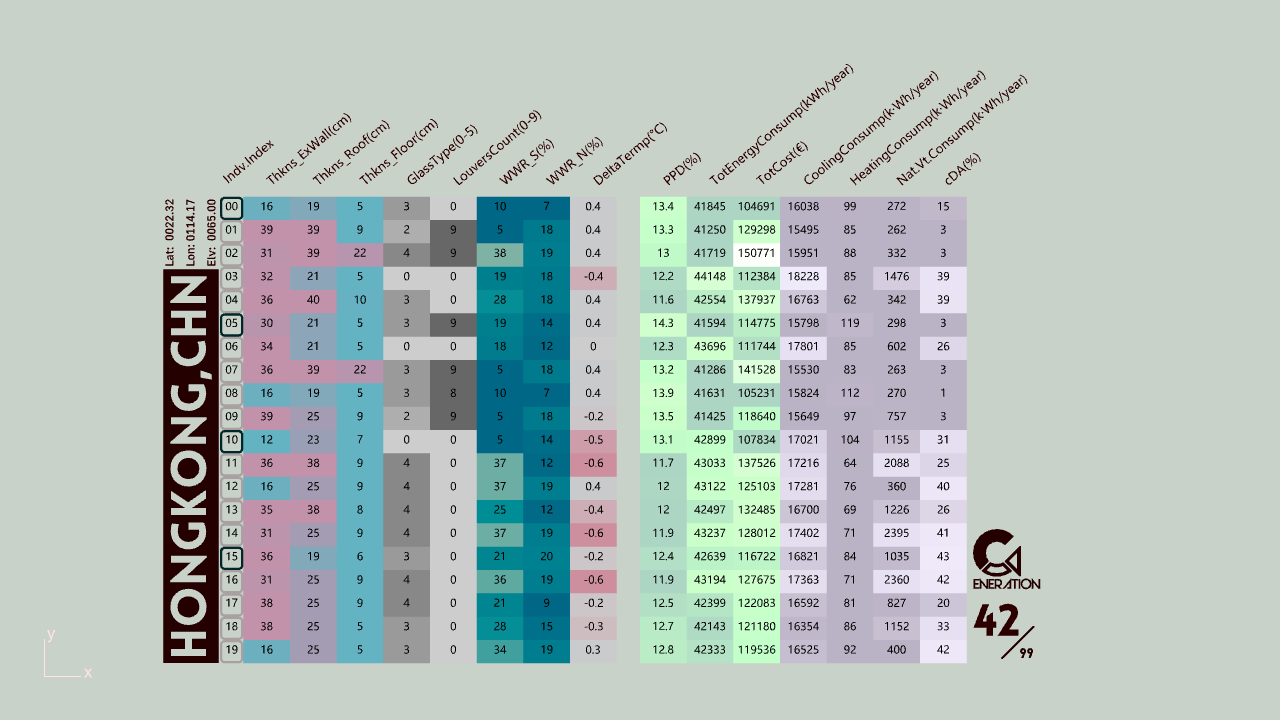 Indv.Index Thkns_ExWall(cm) Thkns_Roof(cm) Thkns_Floor(cm) GlassType(0-5) LouversCount(0-9) WWR_S(%) WWR_N(%) DeltaTermp(°C) PPD(%) TotEnergyConsump(kWh/year) TotCost(€) CoolingConsump(k·Wh/year) HeatingConsump(k·Wh/year) Nat.Vt.Consump(k·Wh/year) cDA(%)
Lat: 0022.32
Lon: 0114.17
Elv: 0065.00
HONGKONG,CHN
00 16 19 5 3 0 10 7 0.4 13.4 41845 104691 16038 99 272 15
01 39 39 9 2 9 5 18 0.4 13.3 41250 129298 15495 85 262 3
02 31 39 22 4 9 38 19 0.4 13 41719 150771 15951 88 332 3
03 32 21 5 0 0 19 18 -0.4 12.2 44148 112384 18228 85 1476 39
04 36 40 10 3 0 28 18 0.4 11.6 42554 137937 16763 62 342 39
05 30 21 5 3 9 19 14 0.4 14.3 41594 114775 15798 119 298 3
06 34 21 5 0 0 18 12 0 12.3 43696 111744 17801 85 602 26
07 36 39 22 3 9 5 18 0.4 13.2 41286 141528 15530 83 263 3
08 16 19 5 3 8 10 7 0.4 13.9 41631 105231 15824 112 270 1
09 39 25 9 2 9 5 18 -0.2 13.5 41425 118640 15649 97 757 3
10 12 23 7 0 0 5 14 -0.5 13.1 42899 107834 17021 104 1155 31
11 36 38 9 4 0 37 12 -0.6 11.7 43033 137526 17216 64 2088 25
12 16 25 9 4 0 37 19 0.4 12 43122 125103 17281 76 360 40
13 35 38 8 4 0 25 12 -0.4 12 42497 132485 16700 69 1226 26
14 31 25 9 4 0 37 19 -0.6 11.9 43237 128012 17402 71 2395 41
15 36 19 6 3 0 21 20 -0.2 12.4 42639 116722 16821 84 1035 43
16 31 25 9 4 0 36 19 -0.6 11.9 43194 127675 17363 71 2360 42
17 38 25 9 4 0 21 9 -0.2 12.5 42399 122083 16592 81 827 20
18 38 25 5 3 0 28 15 -0.3 12.7 42143 121180 16354 86 1152 33
19 16 25 5 3 0 34 19 0.3 12.8 42333 119536 16525 92 400 42
G
ENERATION
42/99
y
x